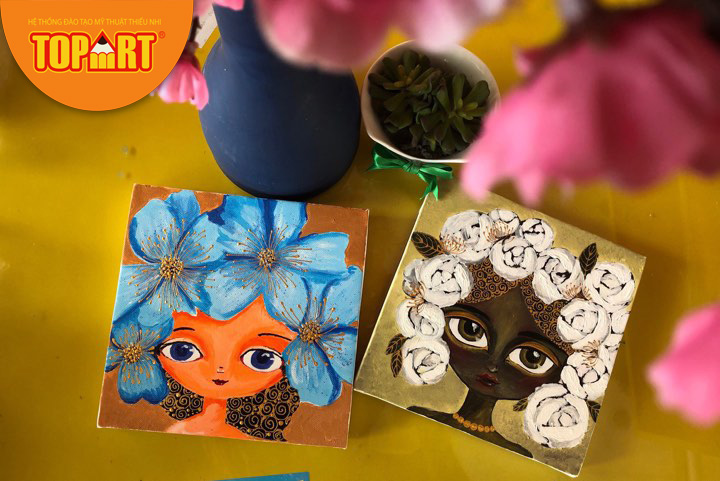 HỆ THỐNG ĐÀO TẠO MỸ THUẬT THIẾU NHI
TOPART®